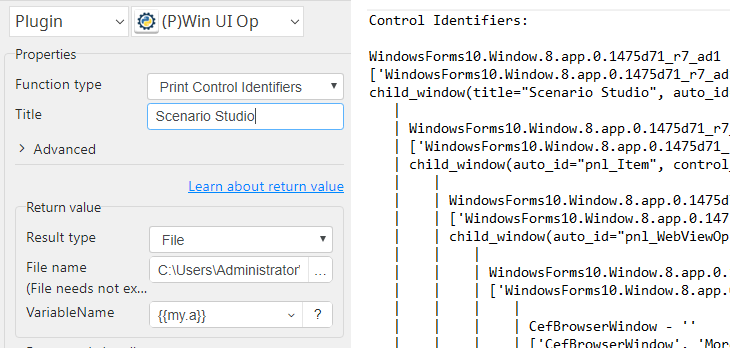 Plugin
(P)Win UI Op
Properties
Function type
Print Control Identifiers
Title
Scenario Studio
Advanced
Learn about return value
Return value
Result type
File
File name
C:\Users\Administrator'
...
(File needs not ex...
VariableName
{{my.a}}
?
Control Identifiers:
WindowsForms10.Window.8.app.0.1475d71_r7_ad1
['WindowsForms10.Window.8.app.0.1475d71_r7_ad
child_window(title="Scenario Studio", auto_id
|
| WindowsForms10.Window.8.app.0.1475d71_r7_
| ['WindowsForms10.Window.8.app.0.1475d71_
| child_window(auto_id="pnl_Item", control_
| |
| | WindowsForms10.Window.8.app.0.1475d
| | ['WindowsForms10.Window.8.app.0.147
| | child_window(auto_id="pnl_WebViewOp
| | |
| | | WindowsForms10.Window.8.app.0.
| | | ['WindowsForms10.Window.8.app.
| | | |
| | | | CefBrowserWindow - ''
| | | | ['CefBrowserWindow', 'Mor